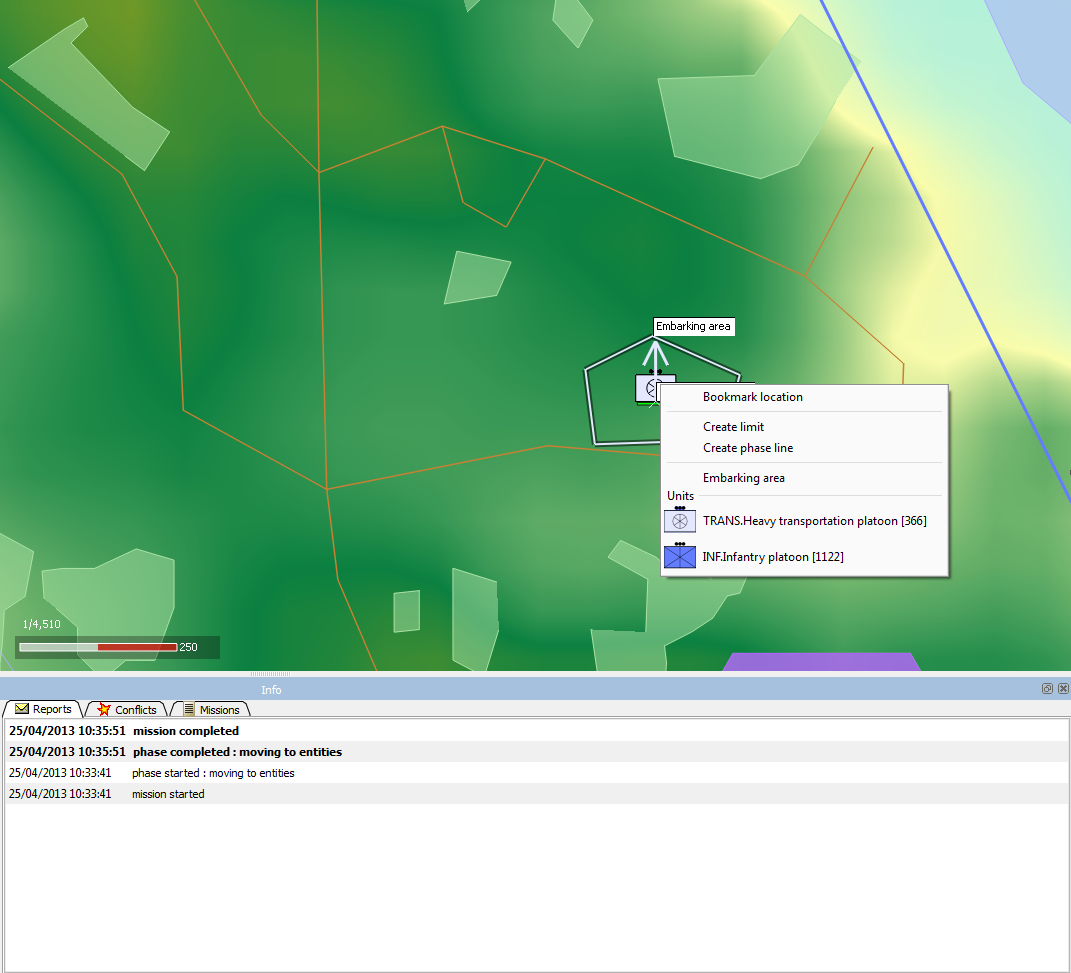 Embarking area
Bookmark location
Create limit
Create phase line
Embarking area
Units
TRANS.Heavy transportation platoon [366]
INF.Infantry platoon [1122]
1/4,510
250
Info
Reports
Conflicts
Missions
25/04/2013 10:35:51 mission completed
25/04/2013 10:35:51 phase completed : moving to entities
25/04/2013 10:33:41 phase started : moving to entities
25/04/2013 10:33:41 mission started